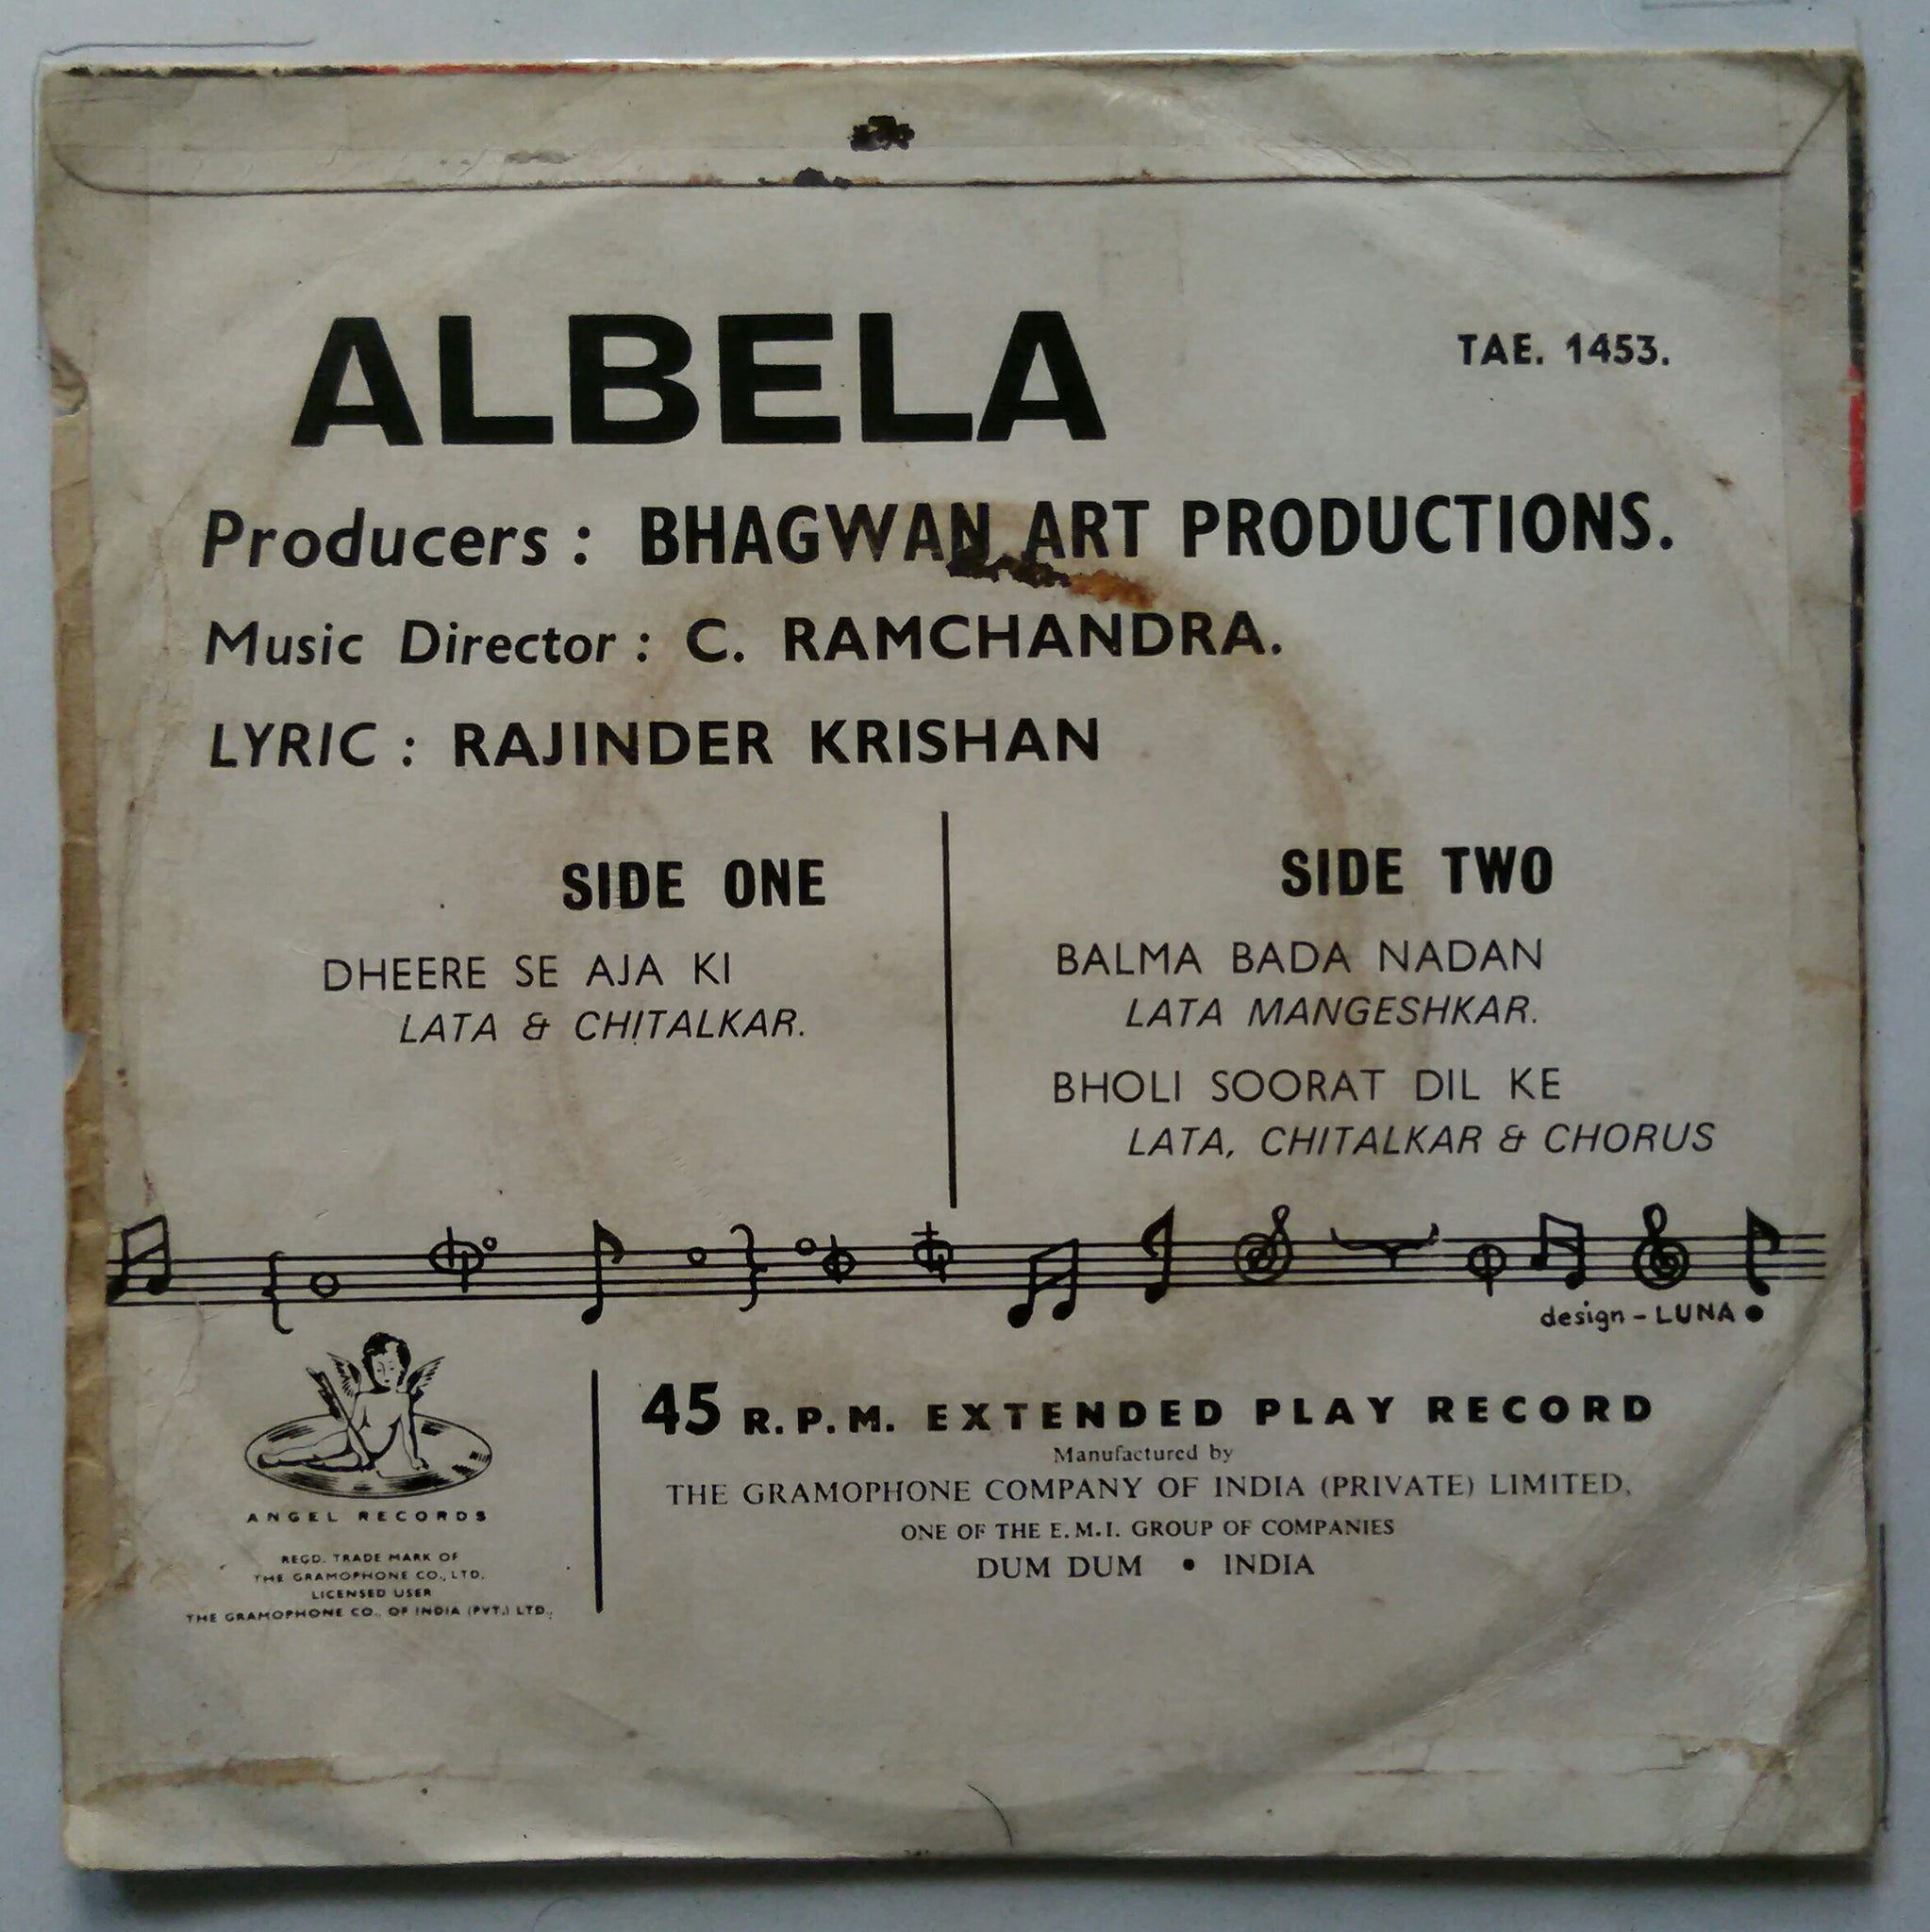 ALBELA
TAE. 1453.
Producers : BHAGWAN ART PRODUCTIONS.
Music Director : C. RAMCHANDRA.
LYRIC : RAJINDER KRISHAN
SIDE ONE
DHEERE SE AJA KI
LATA & CHITALKAR.
SIDE TWO
BALMA BADA NADAN
LATA MANGESHKAR.
BHOLI SOORAT DIL KE
LATA, CHITALKAR & CHORUS
design - LUNA
ANGEL RECORDS
REGD. TRADE MARK OF
THE GRAMOPHONE CO., LTD.
LICENSED USER
THE GRAMOPHONE CO. OF INDIA (PVT.) LTD.,
45 R.P.M. EXTENDED PLAY RECORD
Manufactured by
THE GRAMOPHONE COMPANY OF INDIA (PRIVATE) LIMITED,
ONE OF THE E.M.I. GROUP OF COMPANIES
DUM DUM • INDIA